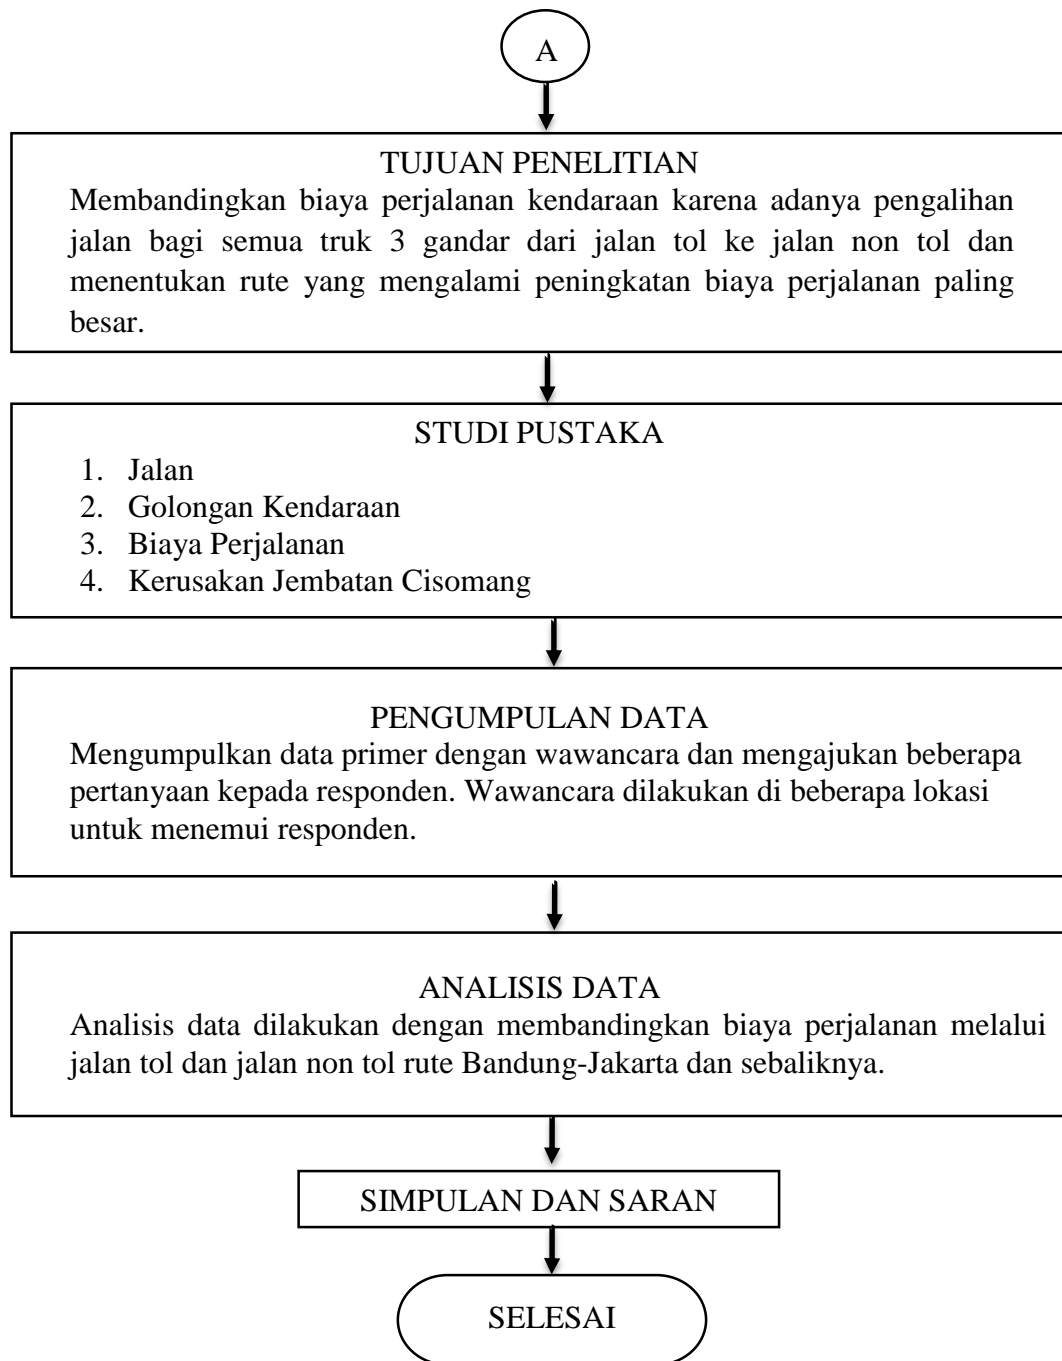 A
TUJUAN PENELITIAN
Membandingkan biaya perjalanan kendaraan karena adanya pengalihan
jalan bagi semua truk 3 gandar dari jalan tol ke jalan non tol dan
menentukan rute yang mengalami peningkatan biaya perjalanan paling
besar.
STUDI PUSTAKA
1. Jalan
2. Golongan Kendaraan
3. Biaya Perjalanan
4. Kerusakan Jembatan Cisomang
PENGUMPULAN DATA
Mengumpulkan data primer dengan wawancara dan mengajukan beberapa
pertanyaan kepada responden. Wawancara dilakukan di beberapa lokasi
untuk menemui responden.
ANALISIS DATA
Analisis data dilakukan dengan membandingkan biaya perjalanan melalui
jalan tol dan jalan non tol rute Bandung-Jakarta dan sebaliknya.
SIMPULAN DAN SARAN
SELESAI